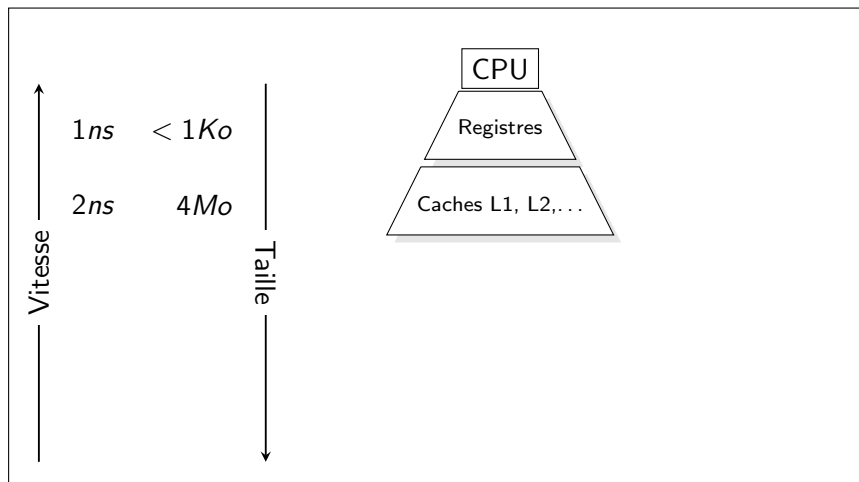 CPU
1ns < 1Ko Registres
2ns 4Mo Caches L1, L2,...
Vitesse
Taille